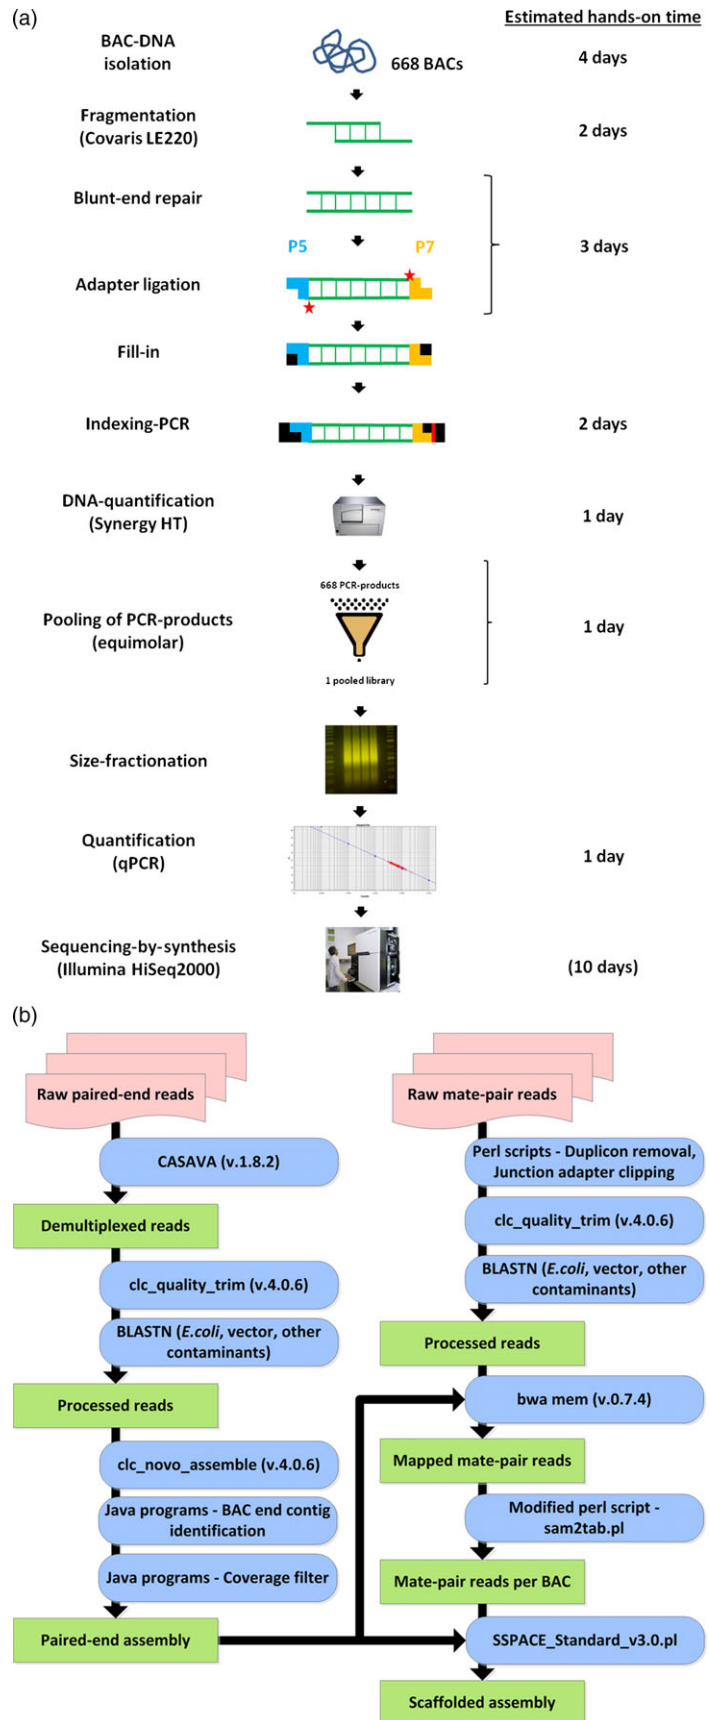 (a)
Estimated hands-on time
BAC-DNA
isolation
668 BACs
4 days
Fragmentation
(Covaris LE220)
2 days
Blunt-end repair
P5
P7
3 days
Adapter ligation
Fill-in
Indexing-PCR
2 days
DNA-quantification
(Synergy HT)
1 day
668 PCR-products
Pooling of PCR-products
(equimolar)
1 day
1 pooled library
Size-fractionation
Quantification
(qPCR)
1 day
Sequencing-by-synthesis
(Illumina HiSeq2000)
(10 days)
(b)
Raw paired-end reads
CASAVA (v.1.8.2)
Demultiplexed reads
clc_quality_trim (v.4.0.6)
BLASTN (E.coli, vector, other
contaminants)
Processed reads
clc_novo_assemble (v.4.0.6)
Java programs - BAC end contig
identification
Java programs - Coverage filter
Paired-end assembly
Raw mate-pair reads
Perl scripts - Duplicon removal,
Junction adapter clipping
clc_quality_trim (v.4.0.6)
BLASTN (E.coli, vector, other
contaminants)
Processed reads
bwa mem (v.0.7.4)
Mapped mate-pair reads
Modified perl script -
sam2tab.pl
Mate-pair reads per BAC
SSPACE_Standard_v3.0.pl
Scaffolded assembly